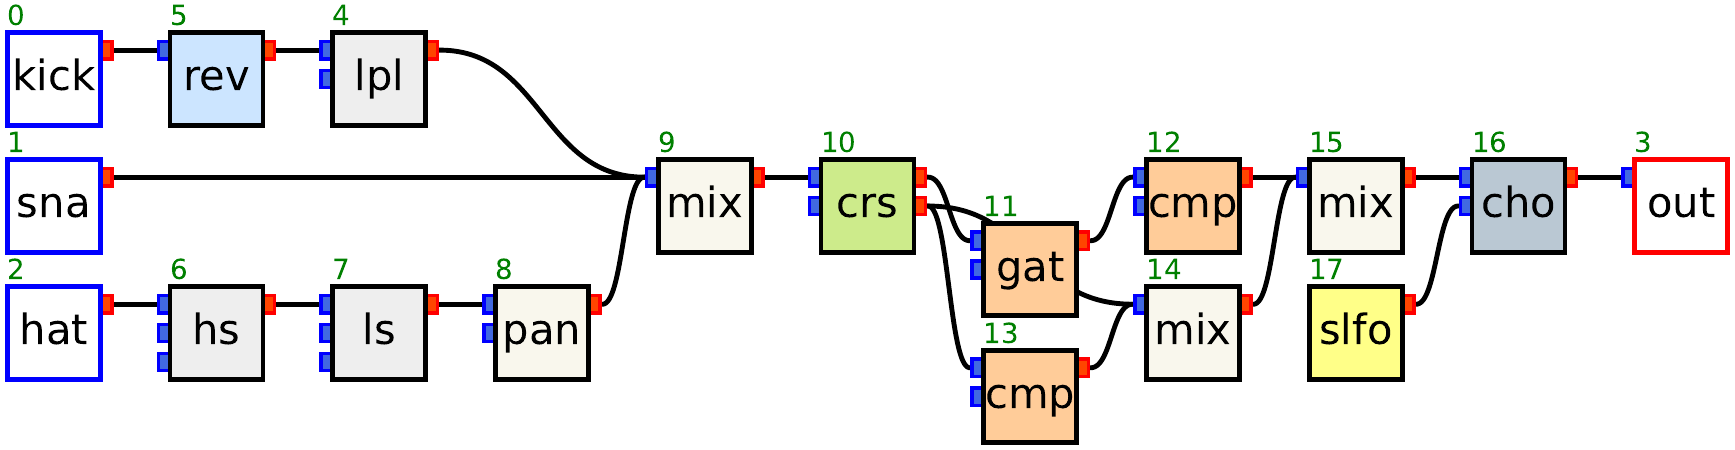 0 5 4
kick rev lpl
1 9 10 12 15 16 3
sna mix crs cmp mix cho out
11
gat
2 6 7 8 14 17
hat hs ls pan mix slfo
13
cmp